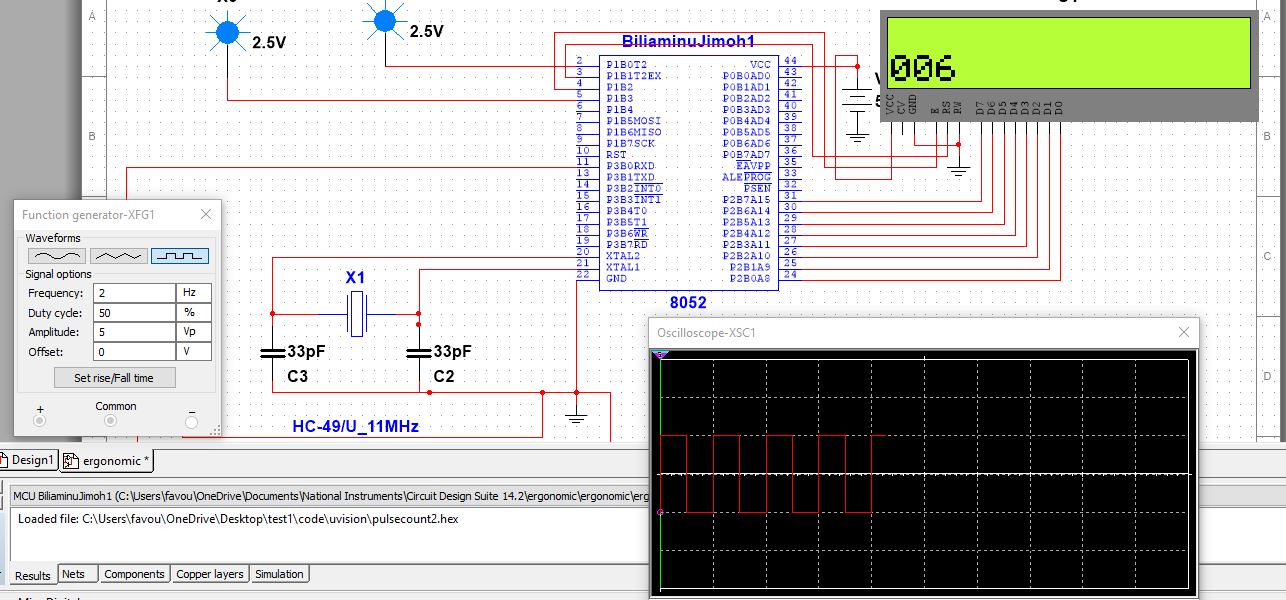 A
2.5V
2.5V
BiliaminuJimoh1
006
A
VCC
CV
GND
E
RS
RW
D7
D6
D5
D4
D3
D2
D1
D0
B
B
2 P1B0T2 VCC 44
3 P1B1T2EX P0B0AD0 43
4 P1B2 P0B1AD1 42
5 P1B3 P0B2AD2 41
6 P1B4 P0B3AD3 40
7 P1B5MOSI P0B4AD4 39
8 P1B6MISO P0B5AD5 38
9 P1B7SCK P0B6AD6 37
10 RST P0B7AD7 36
11 P3B0RXD EAVPP 35
13 P3B1TXD ALEPROG 33
14 P3B2INT0 PSEN 32
15 P3B3INT1 P2B7A15 31
16 P3B4T0 P2B6A14 30
17 P3B5T1 P2B5A13 29
18 P3B6WR P2B4A12 28
19 P3B7RD P2B3A11 27
20 XTAL2 P2B2A10 26
21 XTAL1 P2B1A9 25
22 GND P2B0A8 24
8052
C
D
X1
33pF
C3
33pF
C2
HC-49/U_11MHz
Function generator-XFG1
Waveforms
Signal options
Frequency: 2 Hz
Duty cycle: 50 %
Amplitude: 5 Vp
Offset: 0 V
Set rise/Fall time
+ Common −
Oscilloscope-XSC1
Design1 ergonomic *
MCU BiliaminuJimoh1 (C:\Users\favou\OneDrive\Documents\National Instruments\Circuit Design Suite 14.2\ergonomic\ergonomic\erg
Loaded file: C:\Users\favou\OneDrive\Desktop\test1\code\uvision\pulsecount2.hex
Results Nets Components Copper layers Simulation